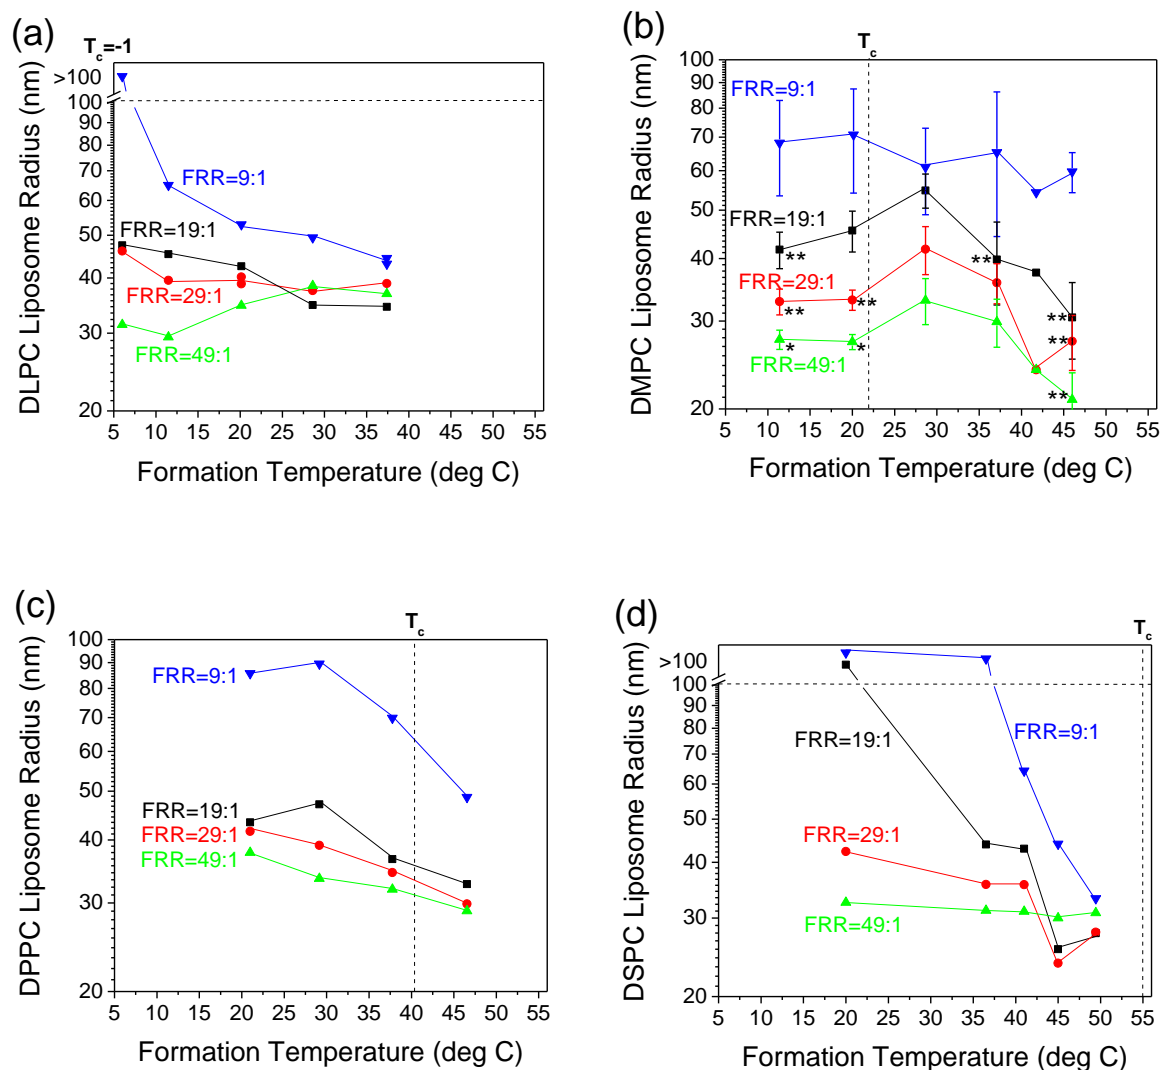 (a)
T_c=-1
DLPC Liposome Radius (nm)
>100
100
90
80
70
60
50
40
30
20
FRR=9:1
FRR=19:1
FRR=29:1
FRR=49:1
5 10 15 20 25 30 35 40 45 50 55
Formation Temperature (deg C)
(b)
T_c
DMPC Liposome Radius (nm)
100
90
80
70
60
50
40
30
20
FRR=9:1
FRR=19:1
**
**
FRR=29:1
**
**
**
**
FRR=49:1
*
*
**
5 10 15 20 25 30 35 40 45 50 55
Formation Temperature (deg C)
(c)
T_c
DPPC Liposome Radius (nm)
100
90
80
70
60
50
40
30
20
FRR=9:1
FRR=19:1
FRR=29:1
FRR=49:1
5 10 15 20 25 30 35 40 45 50 55
Formation Temperature (deg C)
(d)
T_c
DSPC Liposome Radius (nm)
>100
100
90
80
70
60
50
40
30
20
FRR=9:1
FRR=19:1
FRR=29:1
FRR=49:1
5 10 15 20 25 30 35 40 45 50 55
Formation Temperature (deg C)